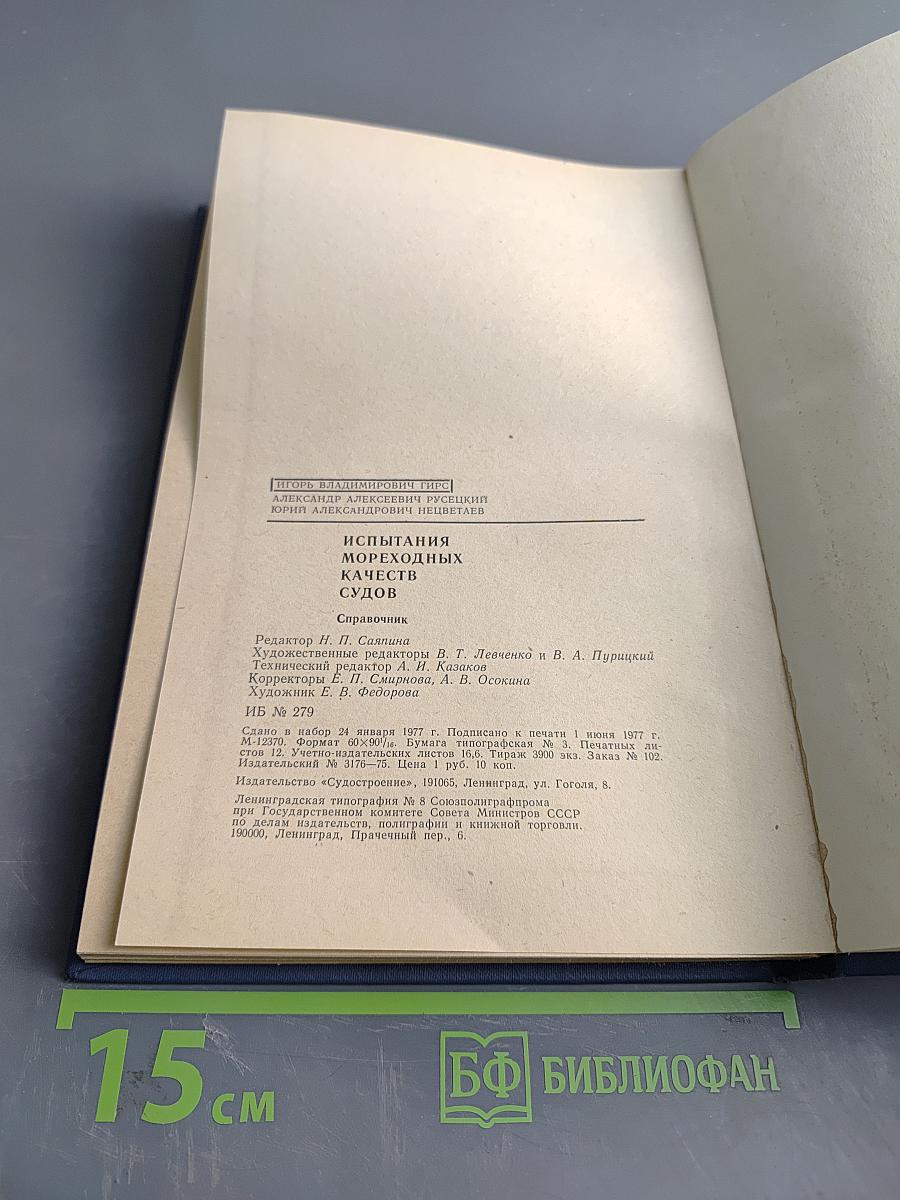 ИГОРЬ ВЛАДИМИРОВИЧ ГИРС
АЛЕКСАНДР АЛЕКСЕЕВИЧ РУСЕЦКИЙ
ЮРИЙ АЛЕКСАНДРОВИЧ НЕЦВЕТАЕВ
ИСПЫТАНИЯ
МОРЕХОДНЫХ
КАЧЕСТВ
СУДОВ
Справочник
Редактор Н. П. Саяпина
Художественные редакторы В. Т. Левченко и В. А. Пурицкий
Технический редактор А. И. Казаков
Корректоры Е. П. Смирнова, А. В. Осокина
Художник Е. В. Федорова
ИБ № 279
Сдано в набор 24 января 1977 г. Подписано к печати 1 июня 1977 г.
М-12370. Формат 60×90¹/₁₆. Бумага типографская № 3. Печатных ли-
стов 12. Учетно-издательских листов 16,6. Тираж 3900 экз. Заказ № 102.
Издательский № 3176—75. Цена 1 руб. 10 коп.
Издательство «Судостроение», 191065, Ленинград, ул. Гоголя, 8.
Ленинградская типография № 8 Союзполиграфпрома
при Государственном комитете Совета Министров СССР
по делам издательств, полиграфии и книжной торговли.
190000, Ленинград, Прачечный пер., 6.
15 см
БФ БИБЛИОФАН